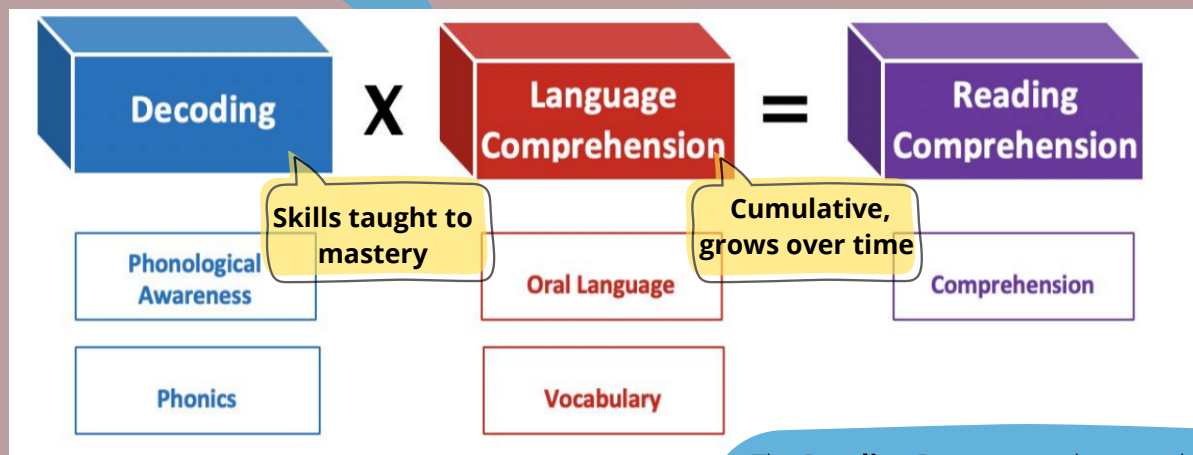 Decoding
X
Language
Comprehension
=
Reading
Comprehension
Skills taught to
mastery
Cumulative,
grows over time
Phonological
Awareness
Oral Language
Comprehension
Phonics
Vocabulary